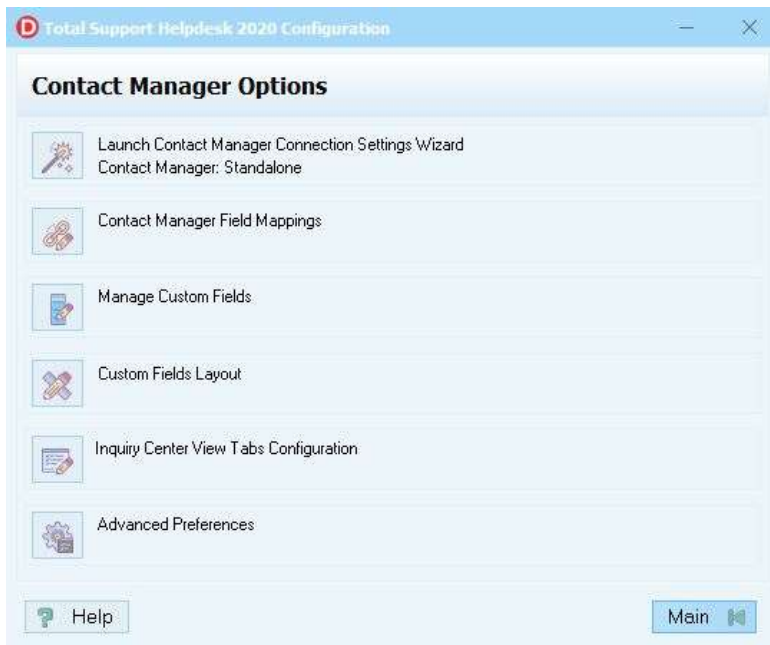 Total Support Helpdesk 2020 Configuration
Contact Manager Options
Launch Contact Manager Connection Settings Wizard
Contact Manager: Standalone
Contact Manager Field Mappings
Manage Custom Fields
Custom Fields Layout
Inquiry Center View Tabs Configuration
Advanced Preferences
Help
Main